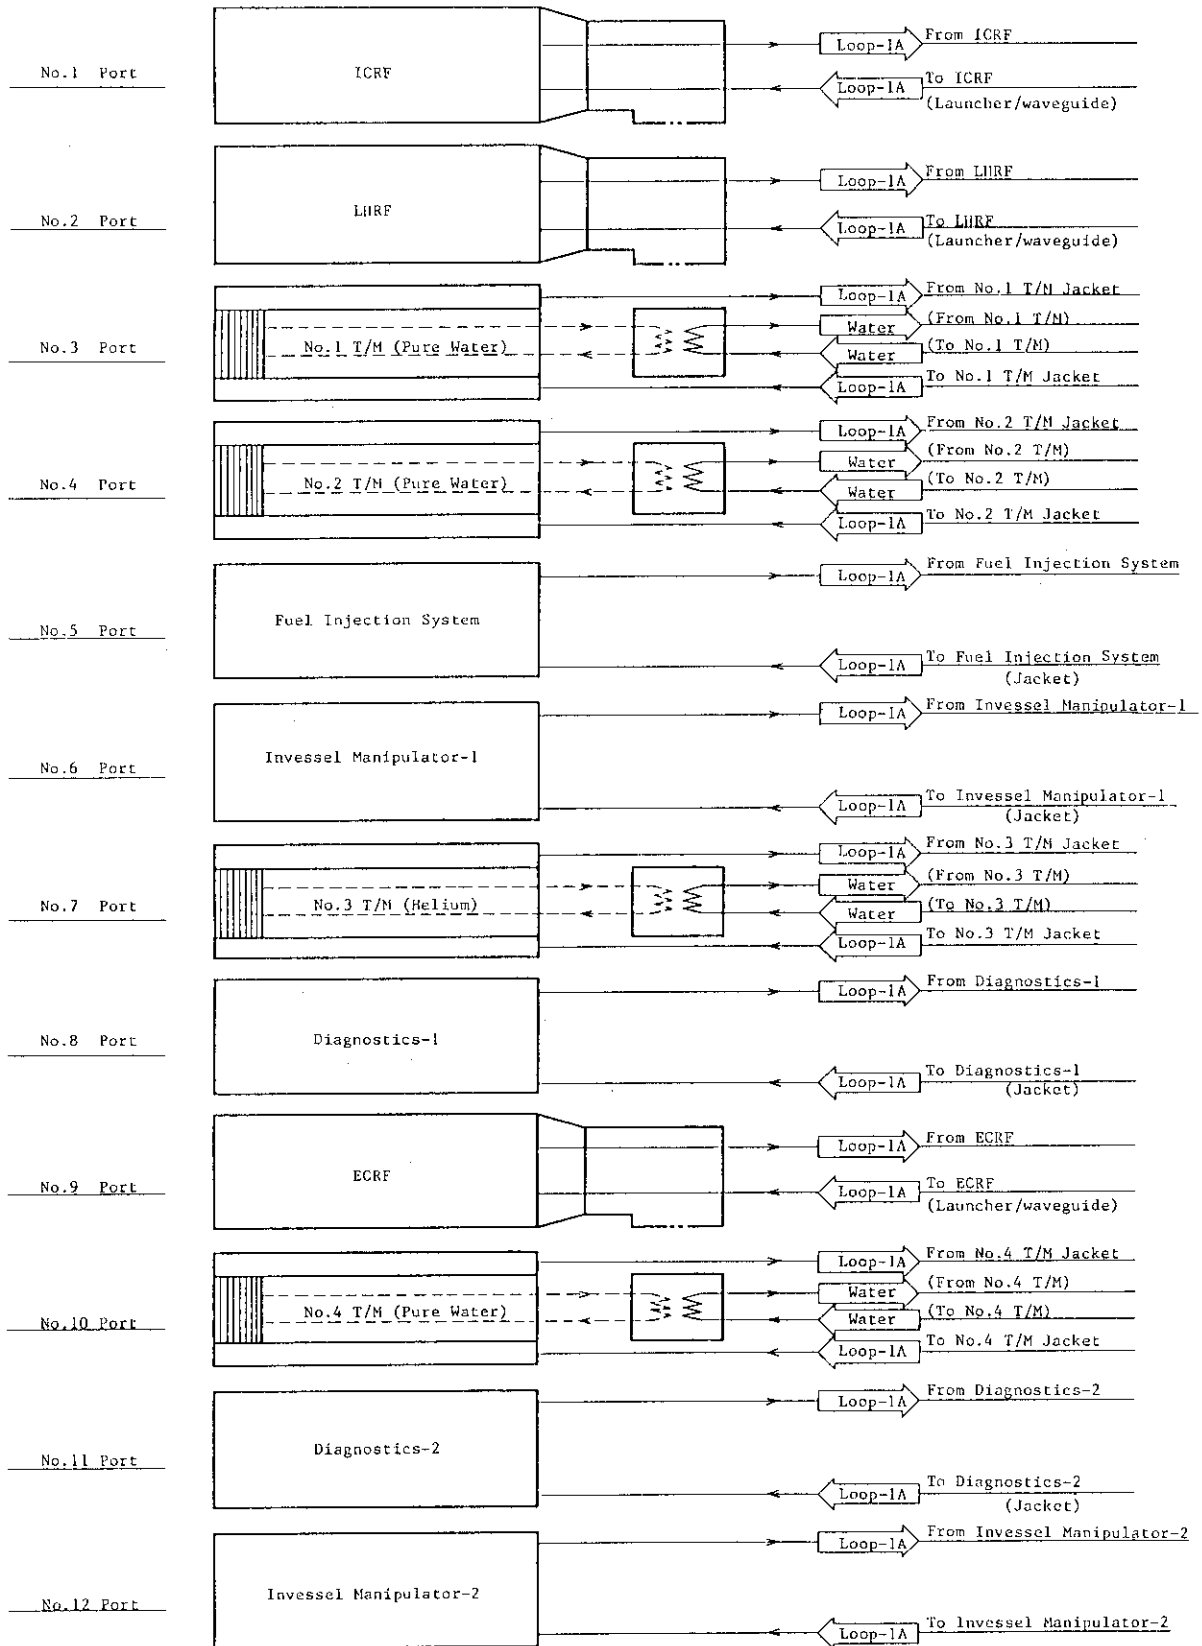 From ICRF
Loop-1A
No.1 Port
ICRF
To ICRF
Loop-1A
(Launcher/waveguide)
From LHRF
Loop-1A
No.2 Port
LHRF
To LHRF
Loop-1A
(Launcher/waveguide)
From No.1 T/M Jacket
Loop-1A
(From No.1 T/M)
Water
No.3 Port
No.1 T/M (Pure Water)
(To No.1 T/M)
Water
To No.1 T/M Jacket
Loop-1A
From No.2 T/M Jacket
Loop-1A
(From No.2 T/M)
Water
No.4 Port
No.2 T/M (Pure Water)
(To No.2 T/M)
Water
To No.2 T/M Jacket
Loop-1A
From Fuel Injection System
Loop-1A
No.5 Port
Fuel Injection System
To Fuel Injection System
Loop-1A
(Jacket)
From Invessel Manipulator-1
Loop-1A
No.6 Port
Invessel Manipulator-1
To Invessel Manipulator-1
Loop-1A
(Jacket)
From No.3 T/M Jacket
Loop-1A
(From No.3 T/M)
Water
No.7 Port
No.3 T/M (Helium)
(To No.3 T/M)
Water
To No.3 T/M Jacket
Loop-1A
From Diagnostics-1
Loop-1A
No.8 Port
Diagnostics-1
To Diagnostics-1
Loop-1A
(Jacket)
From ECRF
Loop-1A
No.9 Port
ECRF
To ECRF
Loop-1A
(Launcher/waveguide)
From No.4 T/M Jacket
Loop-1A
(From No.4 T/M)
Water
No.10 Port
No.4 T/M (Pure Water)
(To No.4 T/M)
Water
To No.4 T/M Jacket
Loop-1A
From Diagnostics-2
Loop-1A
No.11 Port
Diagnostics-2
To Diagnostics-2
Loop-1A
(Jacket)
From Invessel Manipulator-2
Loop-1A
No.12 Port
Invessel Manipulator-2
To Invessel Manipulator-2
Loop-1A